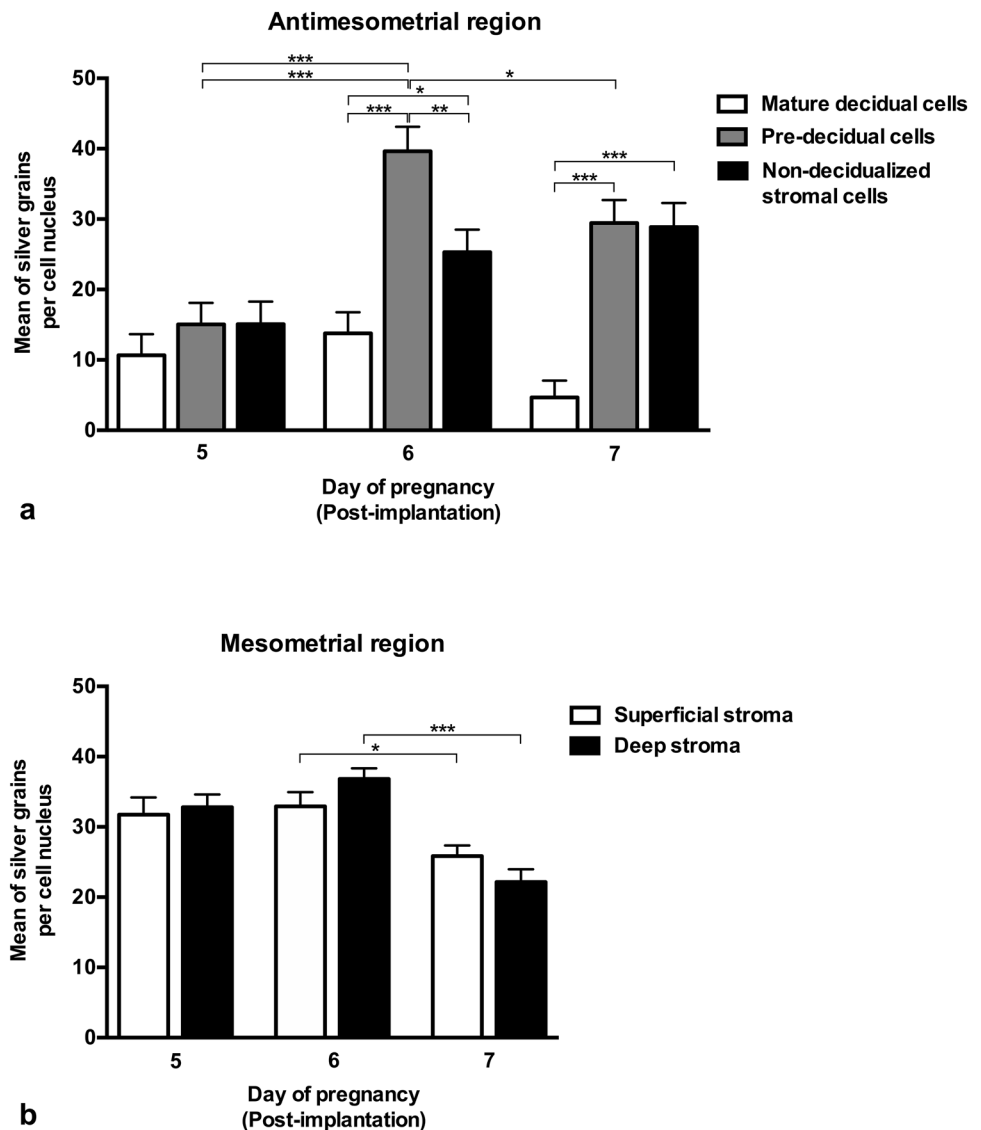 Antimesometrial region
***
***
*
*
***
**
***
***
50
40
30
20
10
0
Mean of silver grains
per cell nucleus
Mature decidual cells
Pre-decidual cells
Non-decidualized
stromal cells
5
6
7
Day of pregnancy
(Post-implantation)
a
Mesometrial region
***
*
50
40
30
20
10
0
Mean of silver grains
per cell nucleus
Superficial stroma
Deep stroma
5
6
7
Day of pregnancy
(Post-implantation)
b